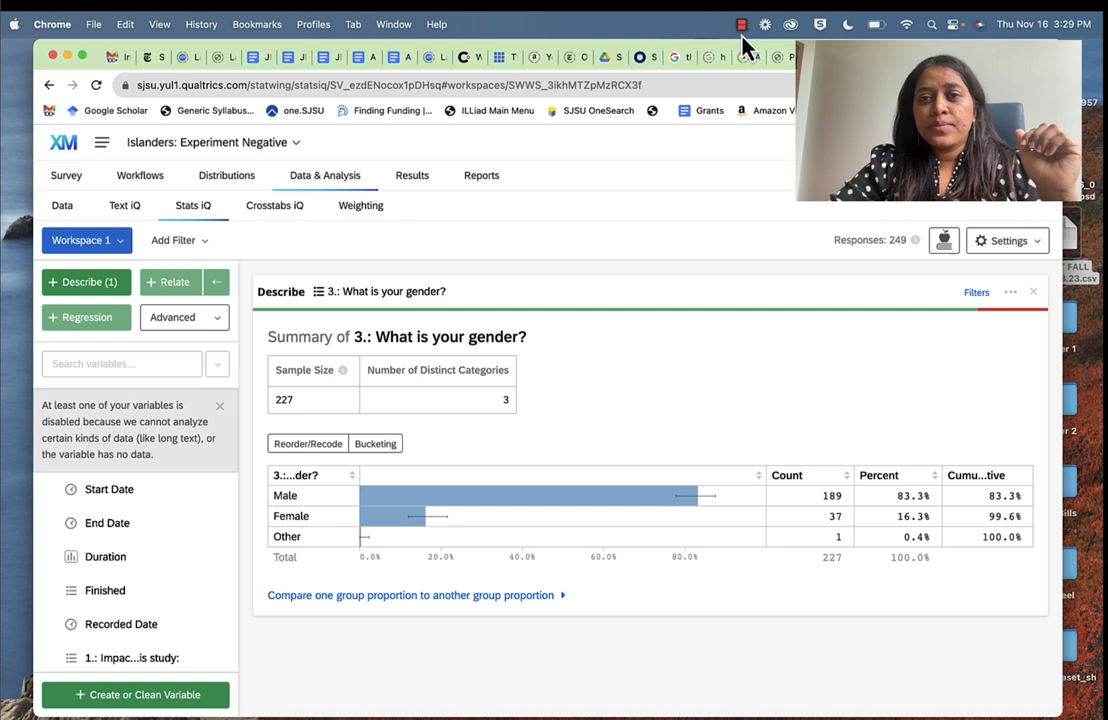 Chrome File Edit View History Bookmarks Profiles Tab Window Help Thu Nov 16 3:29 PM
sjsu.yul1.qualtrics.com/statwing/statsiq/SV_ezdENocox1pDHsq#workspaces/SWWS_3ikhMTZpMzRCX3f
Google Scholar Generic Syllabus... one.SJSU Finding Funding |... ILLiad Main Menu SJSU OneSearch Grants Amazon V
957
XM Islanders: Experiment Negative
Survey Workflows Distributions Data & Analysis Results Reports
Data Text iQ Stats iQ Crosstabs iQ Weighting
Workspace 1 Add Filter Responses: 249 Settings
+ Describe (1) + Relate
+ Regression Advanced
Search variables...
At least one of your variables is
disabled because we cannot analyze
certain kinds of data (like long text), or
the variable has no data.
Start Date
End Date
Duration
Finished
Recorded Date
1.: Impac...is study:
+ Create or Clean Variable
Describe 3.: What is your gender? Filters
Summary of 3.: What is your gender?
Sample Size Number of Distinct Categories
227 3
Reorder/Recode Bucketing
3.:...der? Count Percent Cumu...tive
Male 189 83.3% 83.3%
Female 37 16.3% 99.6%
Other 1 0.4% 100.0%
Total 0.0% 20.0% 40.0% 60.0% 80.0% 227 100.0%
Compare one group proportion to another group proportion
FALL
3.23.csv